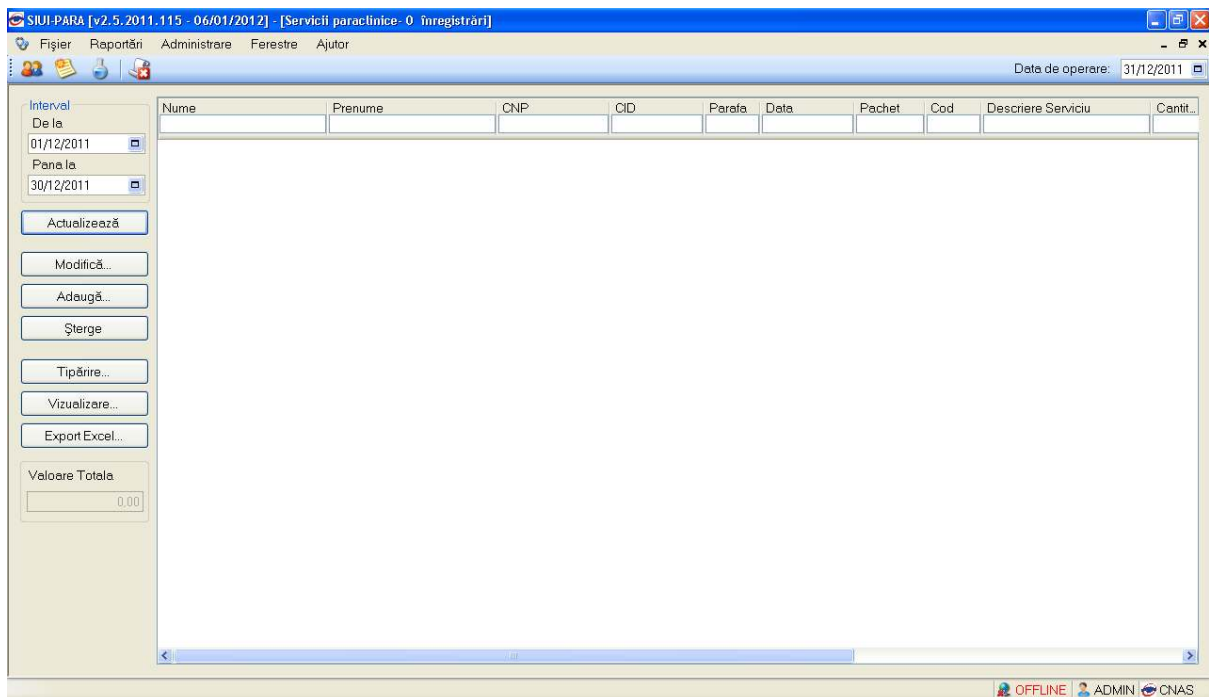 SIUI-PARA [v2.5.2011.115 - 06/01/2012] - [Servicii paraclinice- 0 înregistrări]
Fişier Raportări Administrare Ferestre Ajutor
Data de operare: 31/12/2011
Interval
De la
01/12/2011
Pana la
30/12/2011
Actualizează
Modifică...
Adaugă...
Şterge
Tipărire...
Vizualizare...
Export Excel...
Valoare Totala
0.00
Nume Prenume CNP CID Parafa Data Pachet Cod Descriere Serviciu Cantit...
OFFLINE ADMIN CNAS